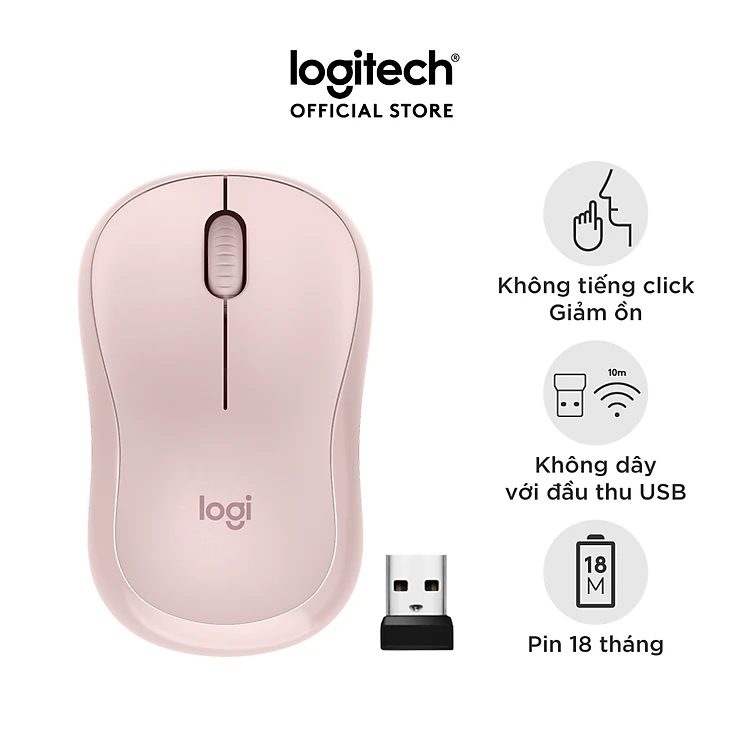 logitech®
OFFICIAL STORE
Không tiếng click
Giảm ồn
10m
Không dây
với đầu thu USB
logi
18
M
Pin 18 tháng